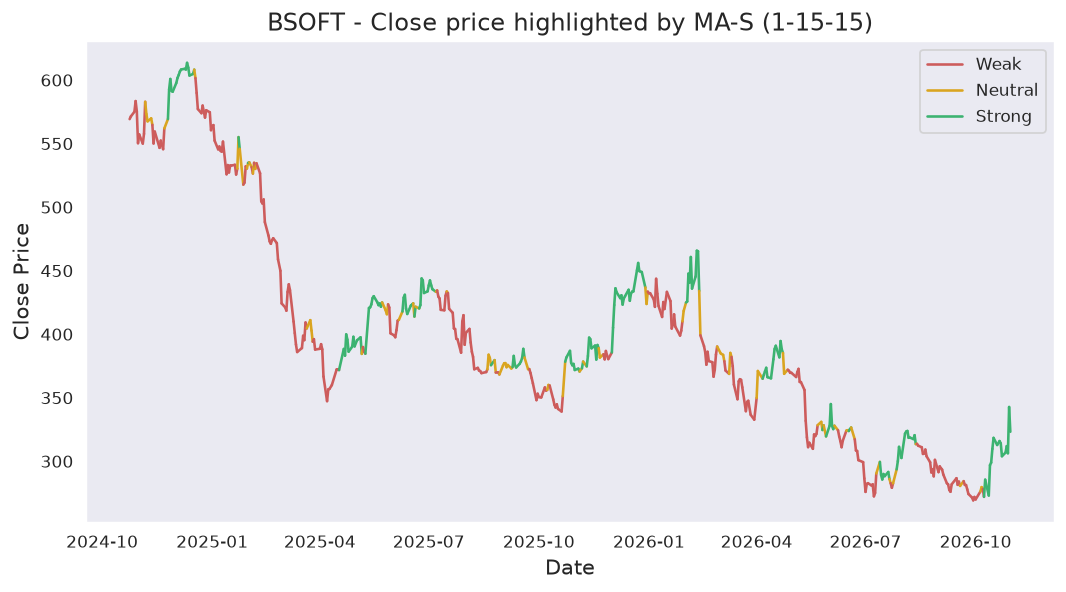 BSOFT - Close price highlighted by MA-S (1-15-15)
Weak
Neutral
Strong
Close Price
600
550
500
450
400
350
300
2024-10 2025-01 2025-04 2025-07 2025-10 2026-01 2026-04 2026-07 2026-10
Date